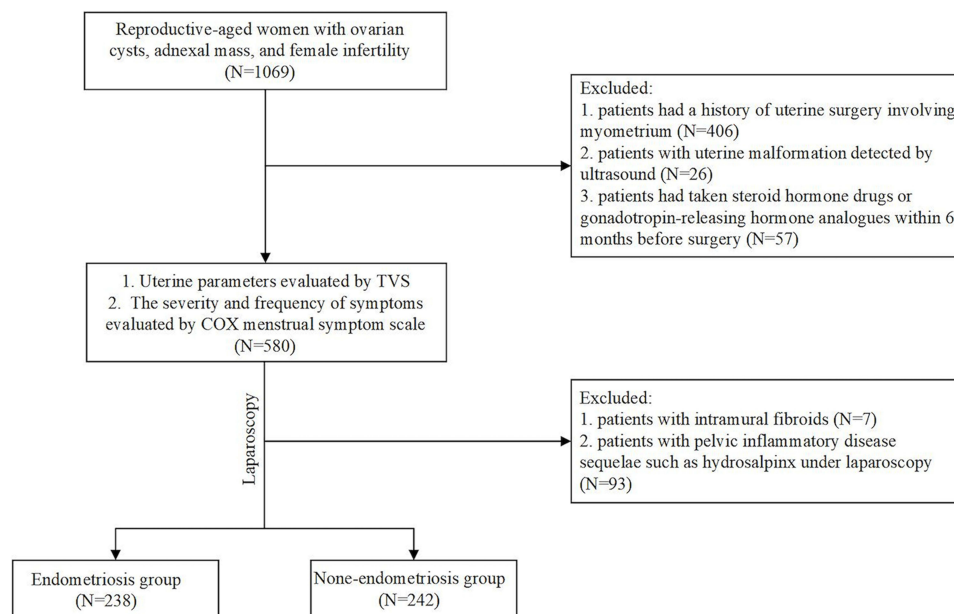 Reproductive-aged women with ovarian
cysts, adnexal mass, and female infertility
(N=1069)
Excluded:
1. patients had a history of uterine surgery involving
myometrium (N=406)
2. patients with uterine malformation detected by
ultrasound (N=26)
3. patients had taken steroid hormone drugs or
gonadotropin-releasing hormone analogues within 6
months before surgery (N=57)
1. Uterine parameters evaluated by TVS
2. The severity and frequency of symptoms
evaluated by COX menstrual symptom scale
(N=580)
Laparoscopy
Excluded:
1. patients with intramural fibroids (N=7)
2. patients with pelvic inflammatory disease
sequelae such as hydrosalpinx under laparoscopy
(N=93)
Endometriosis group
(N=238)
None-endometriosis group
(N=242)